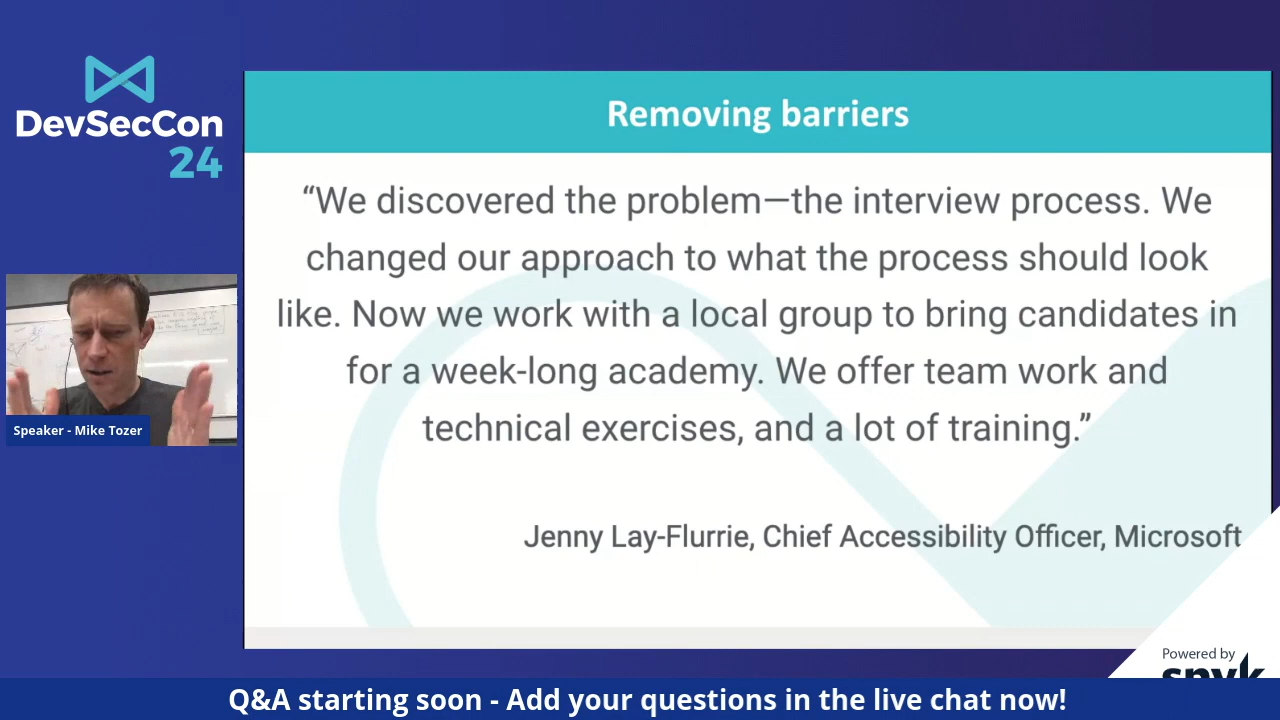 DevSecCon
24
Speaker - Mike Tozer
Removing barriers
“We discovered the problem—the interview process. We
changed our approach to what the process should look
like. Now we work with a local group to bring candidates in
for a week-long academy. We offer team work and
technical exercises, and a lot of training.”
Jenny Lay-Flurrie, Chief Accessibility Officer, Microsoft
Powered by
snyk
Q&A starting soon - Add your questions in the live chat now!